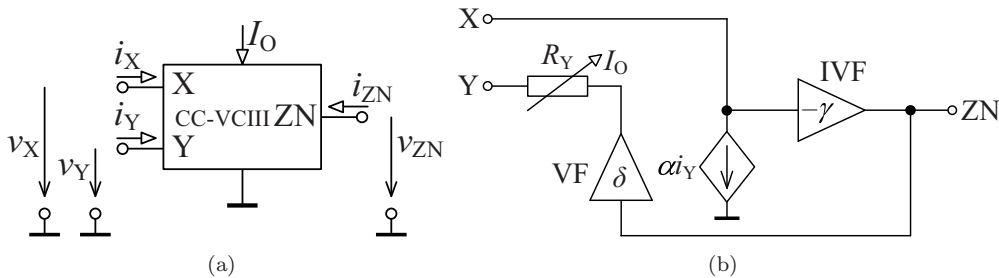 I_O
i_X
X
i_ZN
CC-VCIII ZN
i_Y
Y
v_X
v_Y
v_ZN
(a)
X
R_Y
I_O
Y
IVF
−γ
ZN
αi_Y
VF
δ
(b)